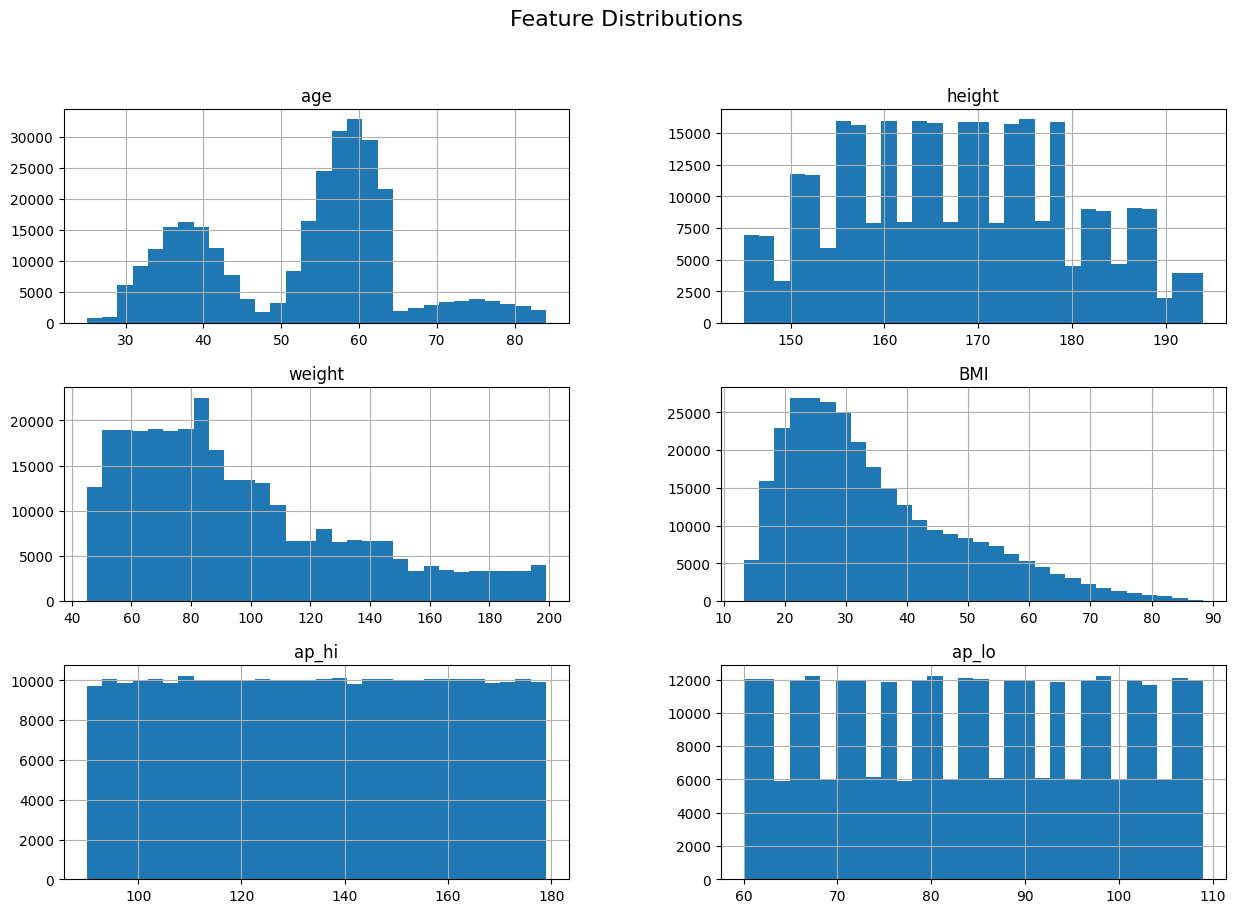 Feature Distributions
age
30000
25000
20000
15000
10000
5000
0
30 40 50 60 70 80
height
15000
12500
10000
7500
5000
2500
0
150 160 170 180 190
weight
20000
15000
10000
5000
0
40 60 80 100 120 140 160 180 200
BMI
25000
20000
15000
10000
5000
0
10 20 30 40 50 60 70 80 90
ap_hi
10000
8000
6000
4000
2000
0
100 120 140 160 180
ap_lo
12000
10000
8000
6000
4000
2000
0
60 70 80 90 100 110